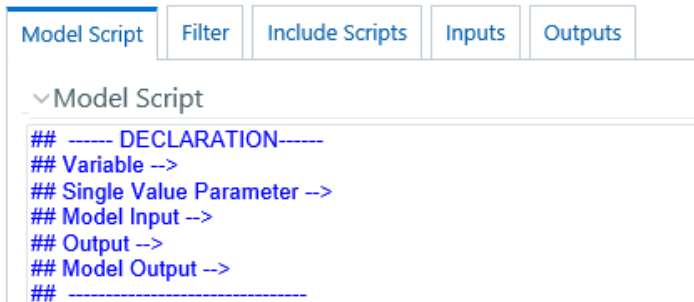 Model Script Filter Include Scripts Inputs Outputs
Model Script
## ------ DECLARATION------
## Variable -->
## Single Value Parameter -->
## Model Input -->
## Output -->
## Model Output -->
## --------------------------------